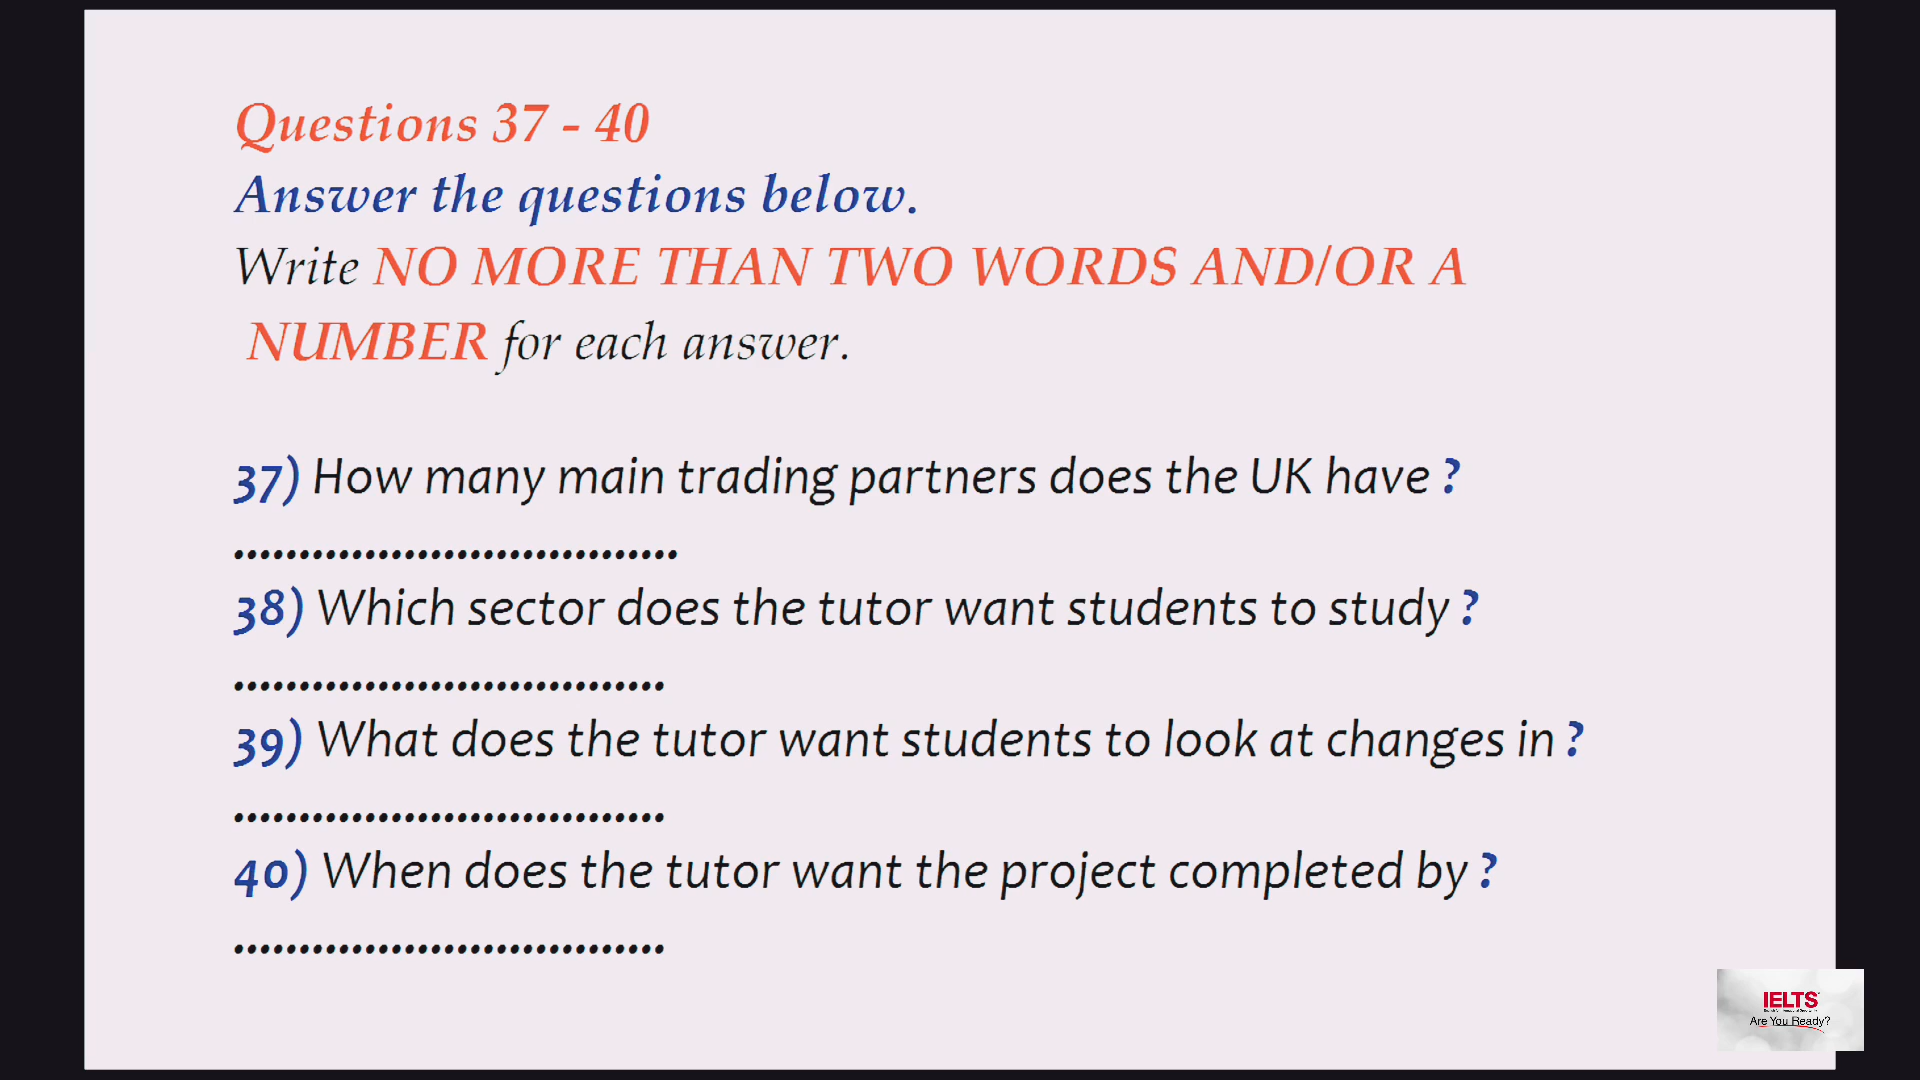 Questions 37 - 40
Answer the questions below.
Write NO MORE THAN TWO WORDS AND/OR A
NUMBER for each answer.
37) How many main trading partners does the UK have ?
..................................
38) Which sector does the tutor want students to study ?
.................................
39) What does the tutor want students to look at changes in ?
.................................
40) When does the tutor want the project completed by ?
.................................
IELTS
Are You Ready?